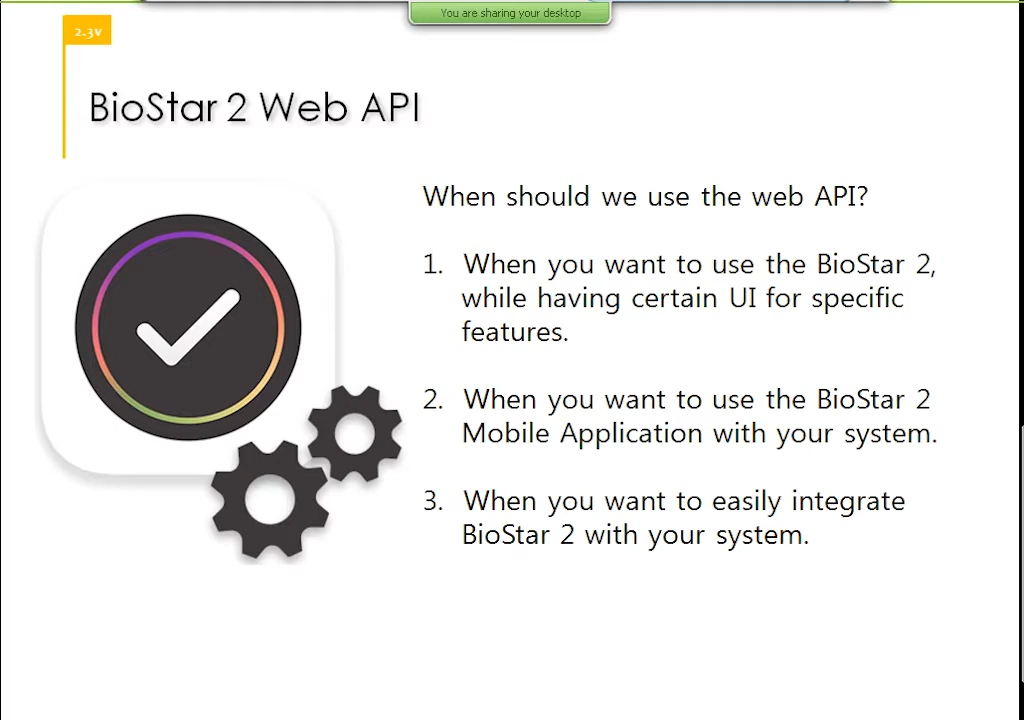 You are sharing your desktop
2.3v
BioStar 2 Web API
When should we use the web API?
1. When you want to use the BioStar 2,
while having certain UI for specific
features.
2. When you want to use the BioStar 2
Mobile Application with your system.
3. When you want to easily integrate
BioStar 2 with your system.